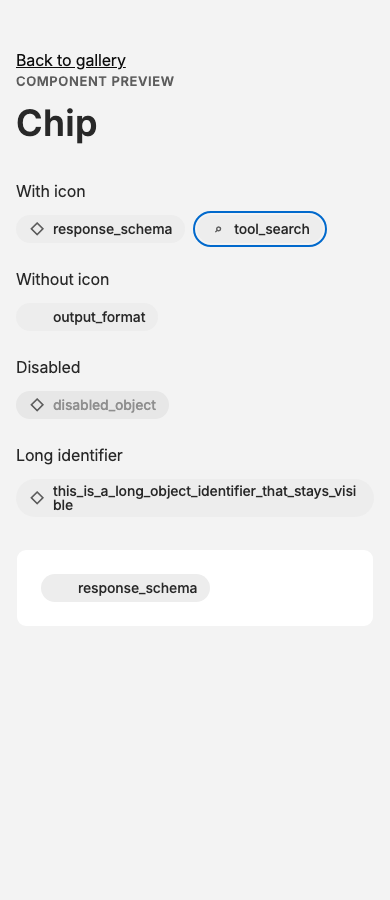 Back to gallery
COMPONENT PREVIEW
Chip
With icon
response_schema
tool_search
Without icon
output_format
Disabled
disabled_object
Long identifier
this_is_a_long_object_identifier_that_stays_visi
ble
response_schema